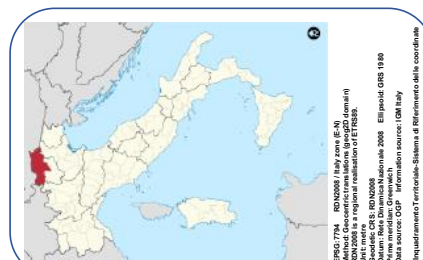 EPSG:7794 RDN2008 / Italy zone (E-N)
Method: Geocentric translations (geog2D domain)
RDN2008 is a regional realisation of ETRS89.
Unit: metre
Geodetic CRS: RDN2008
Datum: Rete Dinamica Nazionale 2008 Ellipsoid: GRS 1980
Prime meridian: Greenwich
Data source: OGP Information source: IGM Italy
Inquadramento Territoriale-Sistema di Riferimento delle coordinate